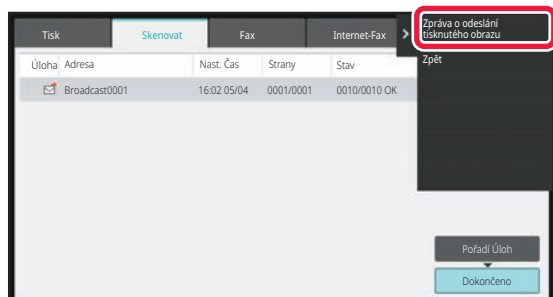 Tisk Skenovat Fax Internet-Fax
Zpráva o odeslání
tisknutého obrazu
Zpět
Úloha Adresa Nast. Čas Strany Stav
Broadcast0001 16:02 05/04 0001/0001 0010/0010 OK
Pořadí Úloh
Dokončeno